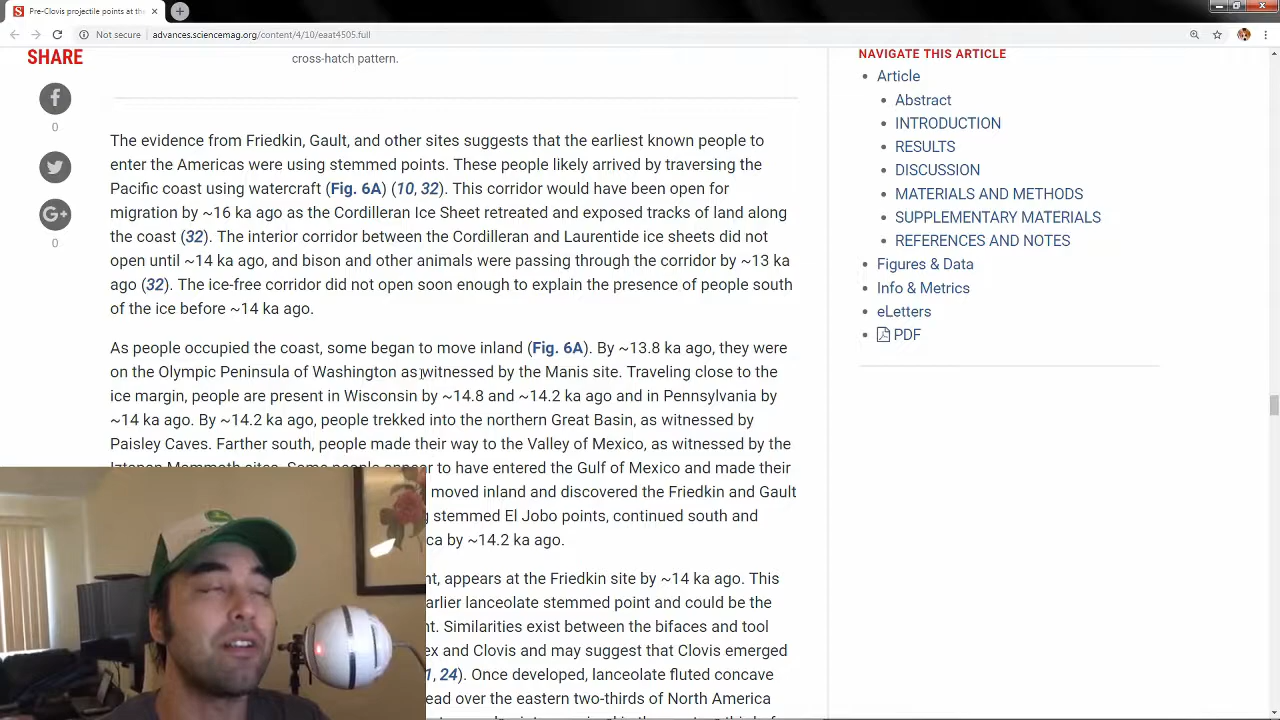 Pre-Clovis projectile points at the
Not secure
advances.sciencemag.org/content/4/10/eaat4505.full
SHARE
0
0
cross-hatch pattern.
The evidence from Friedkin, Gault, and other sites suggests that the earliest known people to
enter the Americas were using stemmed points. These people likely arrived by traversing the
Pacific coast using watercraft (Fig. 6A) (10, 32). This corridor would have been open for
migration by ~16 ka ago as the Cordilleran Ice Sheet retreated and exposed tracks of land along
the coast (32). The interior corridor between the Cordilleran and Laurentide ice sheets did not
open until ~14 ka ago, and bison and other animals were passing through the corridor by ~13 ka
ago (32). The ice-free corridor did not open soon enough to explain the presence of people south
of the ice before ~14 ka ago.
As people occupied the coast, some began to move inland (Fig. 6A). By ~13.8 ka ago, they were
on the Olympic Peninsula of Washington as witnessed by the Manis site. Traveling close to the
ice margin, people are present in Wisconsin by ~14.8 and ~14.2 ka ago and in Pennsylvania by
~14 ka ago. By ~14.2 ka ago, people trekked into the northern Great Basin, as witnessed by
Paisley Caves. Farther south, people made their way to the Valley of Mexico, as witnessed by the
to have entered the Gulf of Mexico and made their
moved inland and discovered the Friedkin and Gault
stemmed El Jobo points, continued south and
ca by ~14.2 ka ago.
nt, appears at the Friedkin site by ~14 ka ago. This
earlier lanceolate stemmed point and could be the
nt. Similarities exist between the bifaces and tool
ex and Clovis and may suggest that Clovis emerged
1, 24). Once developed, lanceolate fluted concave
ead over the eastern two-thirds of North America
NAVIGATE THIS ARTICLE
Article
Abstract
INTRODUCTION
RESULTS
DISCUSSION
MATERIALS AND METHODS
SUPPLEMENTARY MATERIALS
REFERENCES AND NOTES
Figures & Data
Info & Metrics
eLetters
PDF